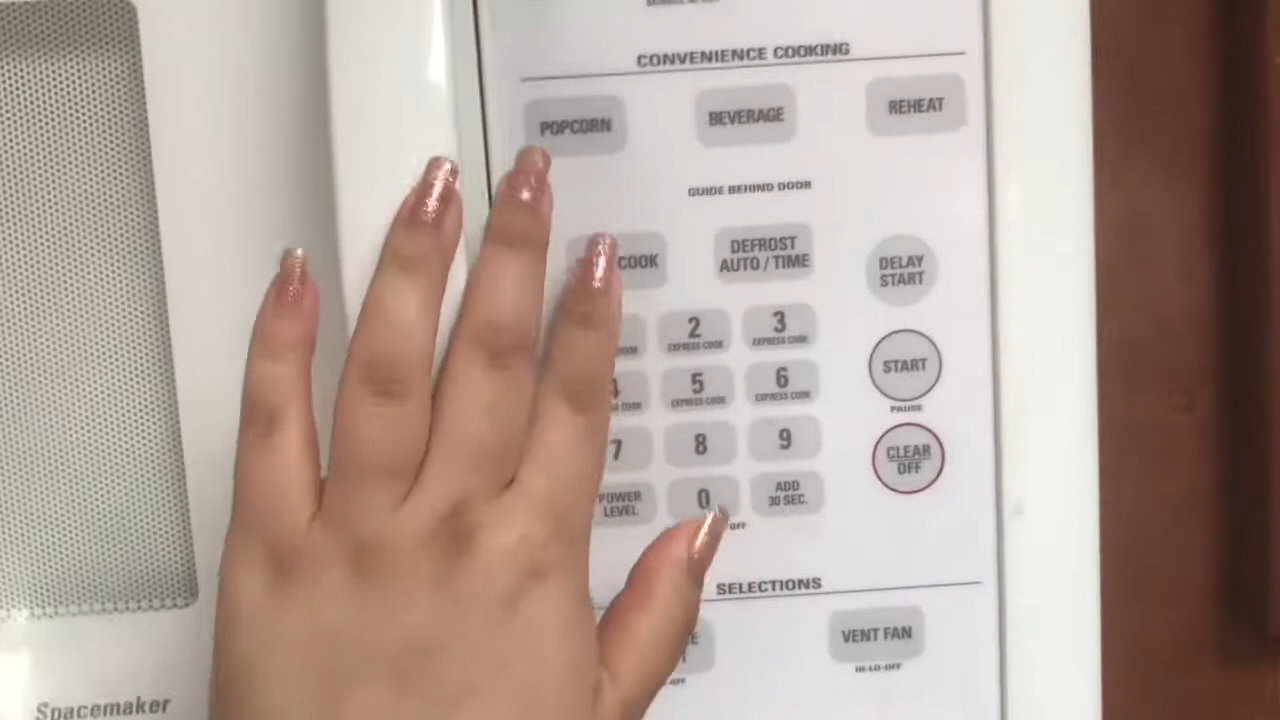 CONVENIENCE COOKING
POPCORN
BEVERAGE
REHEAT
GUIDE BEHIND DOOR
COOK
DEFROST
AUTO / TIME
DELAY
START
2
EXPRESS COOK
3
EXPRESS COOK
START
PAUSE
5
EXPRESS COOK
6
EXPRESS COOK
7
8
9
CLEAR
OFF
POWER
LEVEL
0
ADD
30 SEC.
OFF
SELECTIONS
VENT FAN
HI-LO-OFF
Spacemaker